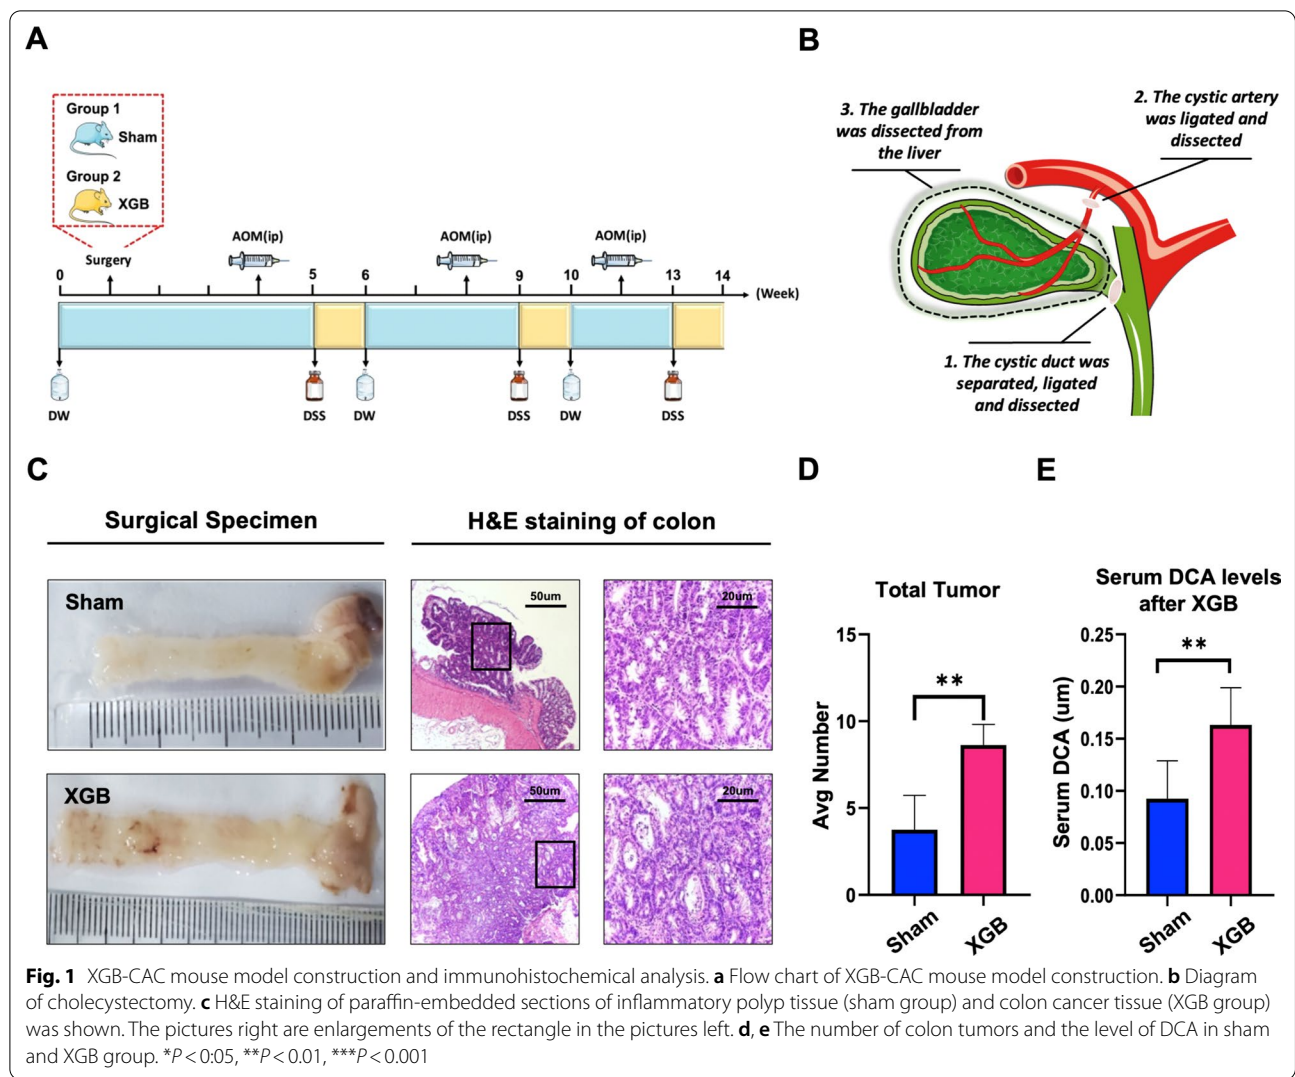 A
Group 1
Sham
Group 2
XGB
Surgery
AOM(ip)
AOM(ip)
AOM(ip)
0 5 6 9 10 13 14
(Week)
DW DSS DW DSS DW DSS
B
3. The gallbladder
was dissected from
the liver
2. The cystic artery
was ligated and
dissected
1. The cystic duct was
separated, ligated
and dissected
C
Surgical Specimen
H&E staining of colon
Sham
50um
20um
XGB
50um
20um
D
Total Tumor
Avg Number
15
10
5
0
Sham
XGB
**
E
Serum DCA levels
after XGB
Serum DCA (um)
0.25
0.20
0.15
0.10
0.05
0.00
Sham
XGB
**
Fig. 1 XGB-CAC mouse model construction and immunohistochemical analysis. a Flow chart of XGB-CAC mouse model construction. b Diagram
of cholecystectomy. c H&E staining of paraffin-embedded sections of inflammatory polyp tissue (sham group) and colon cancer tissue (XGB group)
was shown. The pictures right are enlargements of the rectangle in the pictures left. d, e The number of colon tumors and the level of DCA in sham
and XGB group. *P < 0:05, **P < 0.01, ***P < 0.001